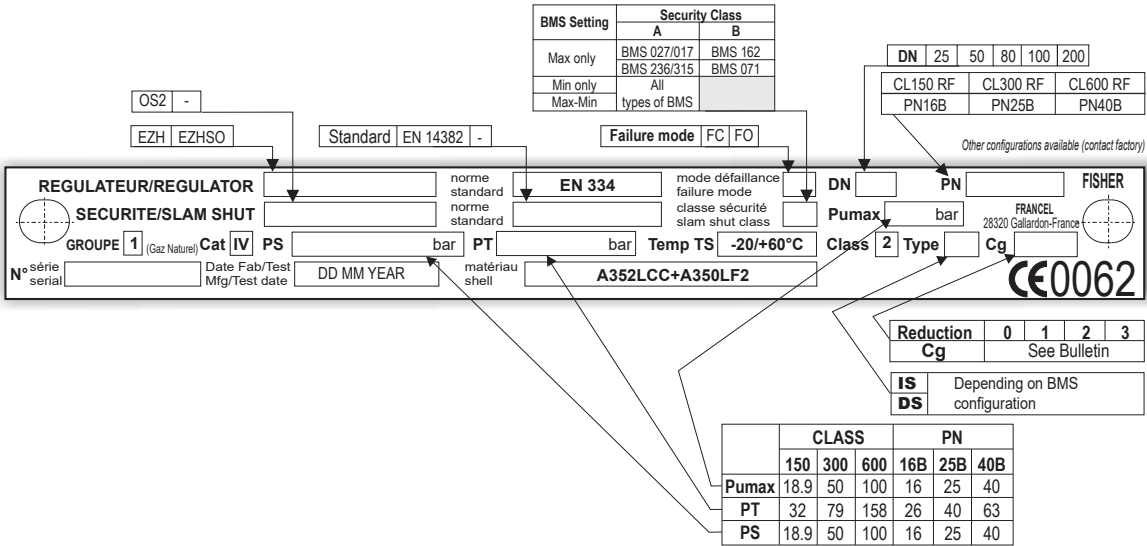 BMS Setting Security Class
A B
Max only BMS 027/017 BMS 162
BMS 236/315 BMS 071
Min only All
Max-Min types of BMS
DN 25 50 80 100 200
CL150 RF CL300 RF CL600 RF
PN16B PN25B PN40B
OS2 -
EZH EZHSO
Standard EN 14382 -
Failure mode FC FO
Other configurations available (contact factory)
REGULATEUR/REGULATOR norme standard EN 334 mode défaillance failure mode DN PN FISHER
SECURITE/SLAM SHUT norme standard classe sécurité slam shut class Pumax bar FRANCEL
28320 Gallardon-France
GROUPE 1 (Gaz Naturel) Cat IV PS bar PT bar Temp TS -20/+60°C Class 2 Type Cg
N° série serial Date Fab/Test Mfg/Test date DD MM YEAR matériau shell A352LCC+A350LF2 CE0062
Reduction 0 1 2 3
Cg See Bulletin
IS Depending on BMS
DS configuration
CLASS PN
150 300 600 16B 25B 40B
Pumax 18.9 50 100 16 25 40
PT 32 79 158 26 40 63
PS 18.9 50 100 16 25 40